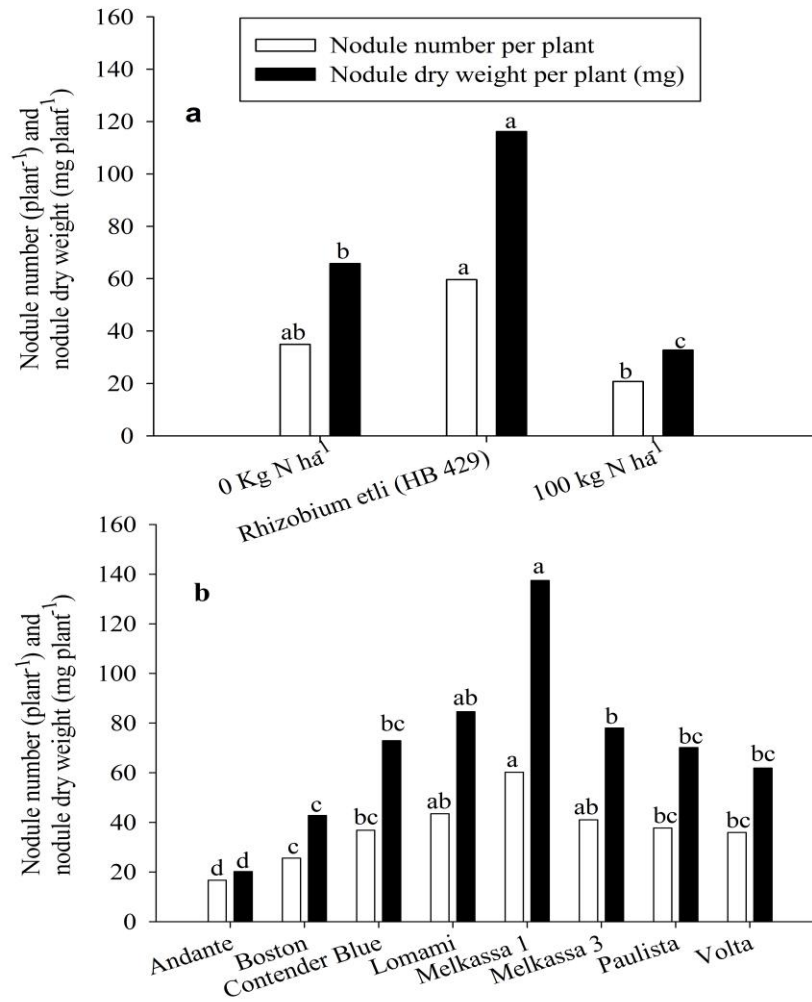 160
140
120
100
80
60
40
20
0
Nodule number (plant-1) and
nodule dry weight (mg plant-1)
Nodule number per plant
Nodule dry weight per plant (mg)
a
ab
b
a
a
b
c
0 Kg N ha-1
Rhizobium etli (HB 429)
100 kg N ha-1
160
140
120
100
80
60
40
20
0
Nodule number (plant-1) and
nodule dry weight (mg plant-1)
b
d d
c c
bc bc
ab ab
a a
ab b
bc bc
bc bc
Andante
Boston
Contender Blue
Lomami
Melkassa 1
Melkassa 3
Paulista
Volta